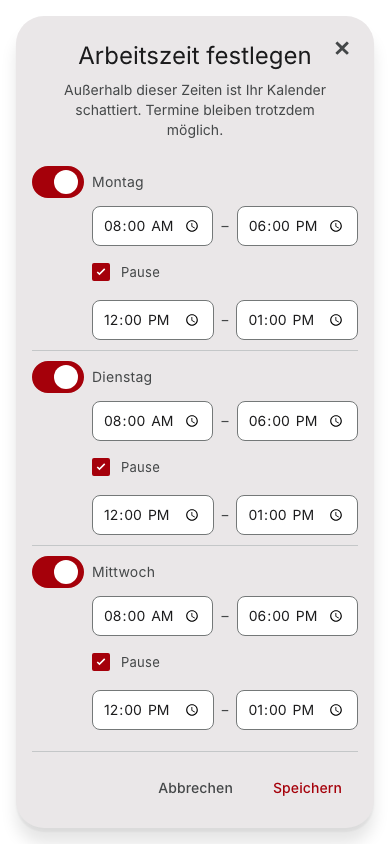 Arbeitszeit festlegen
Außerhalb dieser Zeiten ist Ihr Kalender
schattiert. Termine bleiben trotzdem
möglich.
Montag
08:00 AM – 06:00 PM
Pause
12:00 PM – 01:00 PM
Dienstag
08:00 AM – 06:00 PM
Pause
12:00 PM – 01:00 PM
Mittwoch
08:00 AM – 06:00 PM
Pause
12:00 PM – 01:00 PM
Abbrechen Speichern